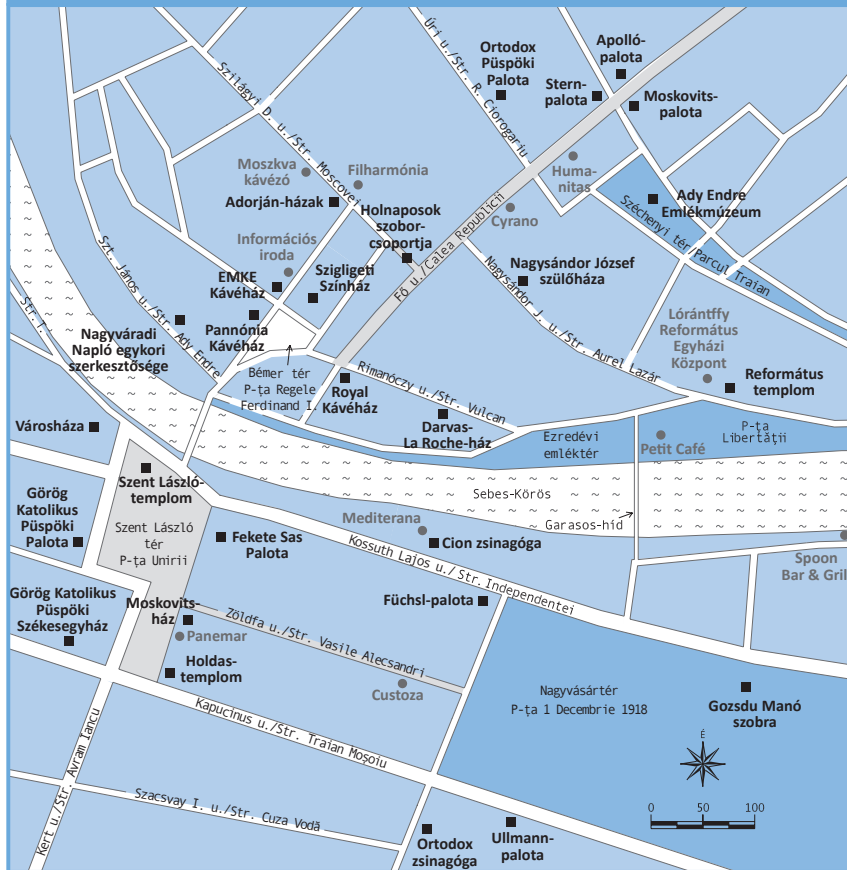 Szilágyi D. u./Str. Moscovei
Úri u./Str. R. Ciorogariu
Ortodox
Püspöki
Palota
Apolló-
palota
Stern-
palota
Moskovits-
palota
Moszkva
kávézó
Filharmónia
Huma-
nitas
Adorján-házak
Holnaposok
szobor-
csoportja
Cyrano
Ady Endre
Emlékmúzeum
Széchenyi tér Parcul Traian
Információs
iroda
EMKE
Kávéház
Szigligeti
Színház
Fő u./Calea Republicii
Nagysándor József
szülőháza
Nagysándor J. u./Str. Aurel Lazár
Szt. János u./Str. Ady Endre
Str. T.
Nagyváradi
Napló egykori
szerkesztősége
Pannónia
Kávéház
Lórántffy
Református
Egyházi
Központ
Református
templom
Bémer tér
P-ța Regele
Ferdinand I.
Rimanóczy u./Str. Vulcan
Royal
Kávéház
Darvas-
La Roche-ház
Ezredévi
emléktér
Petit Café
P-ța
Libertății
Városháza
Szent László-
templom
Sebes-Körös
Garasos-híd
Görög
Katolikus
Püspöki
Palota
Szent László
tér
P-ța Unirii
Fekete Sas
Palota
Mediterana
Cion zsinagóga
Kossuth Lajos u./Str. Independentei
Spoon
Bar & Grill
Görög Katolikus
Püspöki
Székesegyház
Moskovits-
ház
Panemar
Füchsl-palota
Zöldfa u./Str. Vasile Alecsandri
Holdas-
templom
Custoza
Nagyvásártér
P-ța 1 Decembrie 1918
Gozsdu Manó
szobra
Kapucinus u./Str. Traian Moșoiu
Kert u./Str. Avram Iancu
Szacsvay I. u./Str. Cuza Vodă
Ortodox
zsinagóga
Ullmann-
palota
É
0 50 100